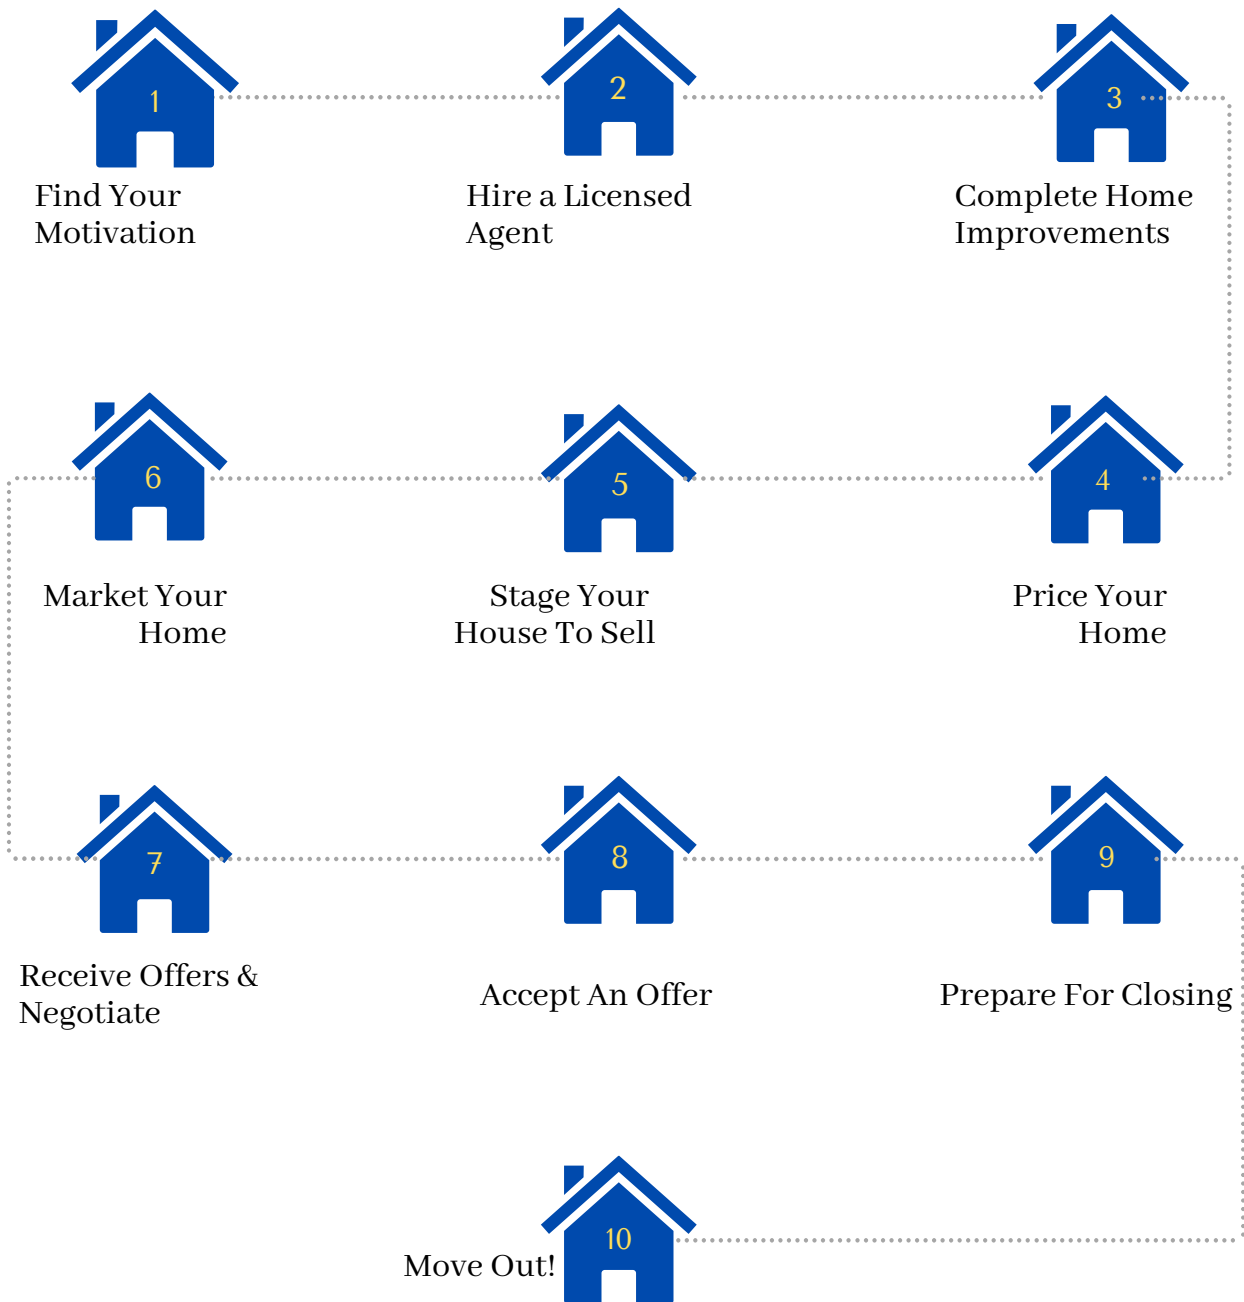 1
Find Your
Motivation
2
Hire a Licensed
Agent
3
Complete Home
Improvements
4
Price Your
Home
5
Stage Your
House To Sell
6
Market Your
Home
7
Receive Offers &
Negotiate
8
Accept An Offer
9
Prepare For Closing
10
Move Out!